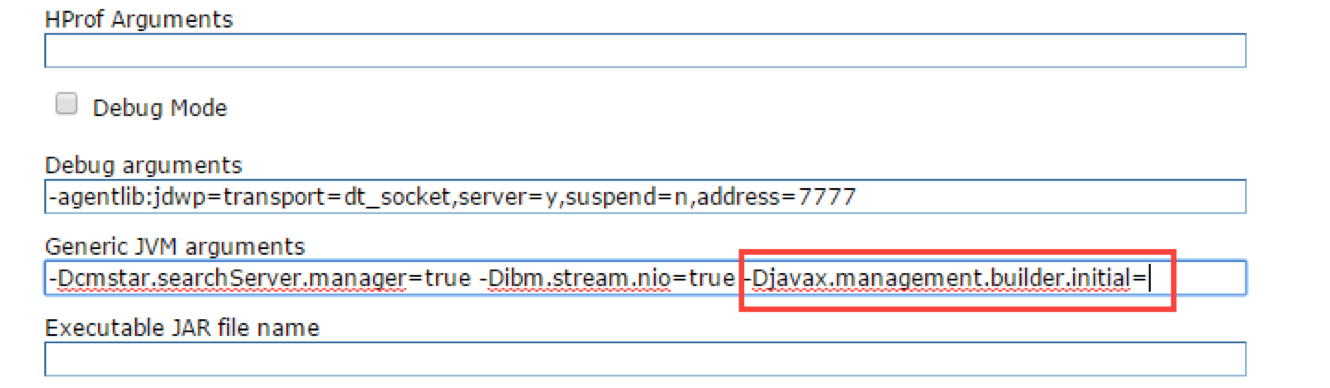 HProf Arguments
Debug Mode
Debug arguments
-agentlib:jdwp=transport=dt_socket,server=y,suspend=n,address=7777
Generic JVM arguments
-Dcmstar.searchServer.manager=true -Dibm.stream.nio=true -Djavax.management.builder.initial=
Executable JAR file name